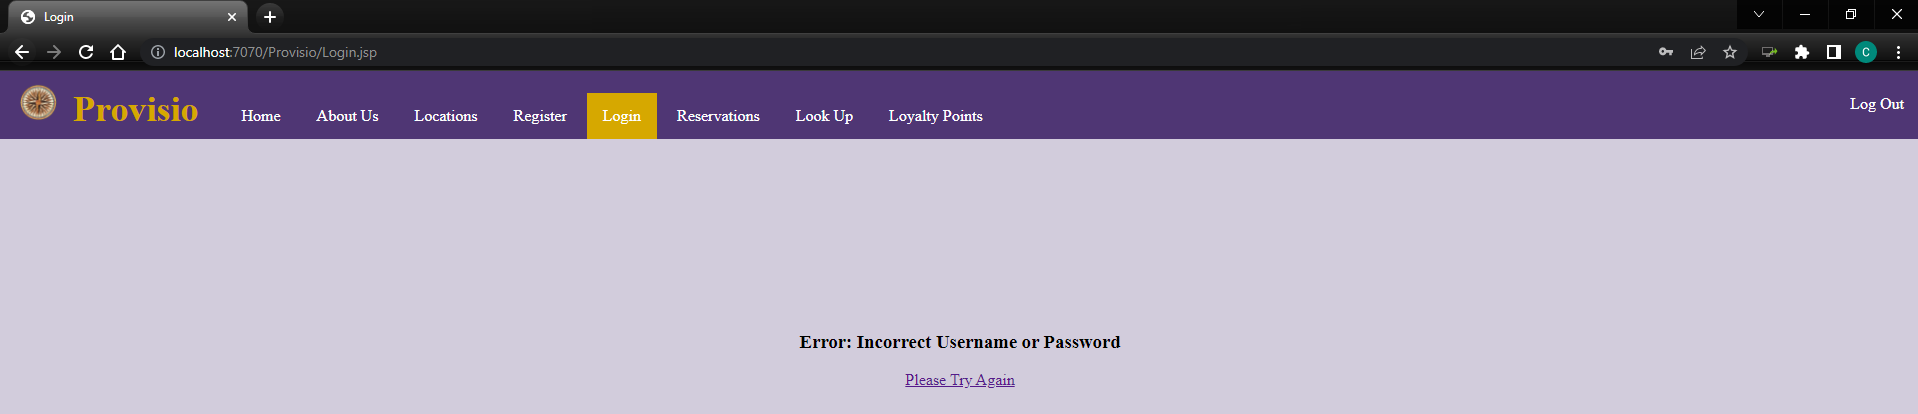 Login
localhost:7070/Provisio/Login.jsp
C
Provisio Home About Us Locations Register Login Reservations Look Up Loyalty Points Log Out
Error: Incorrect Username or Password
Please Try Again